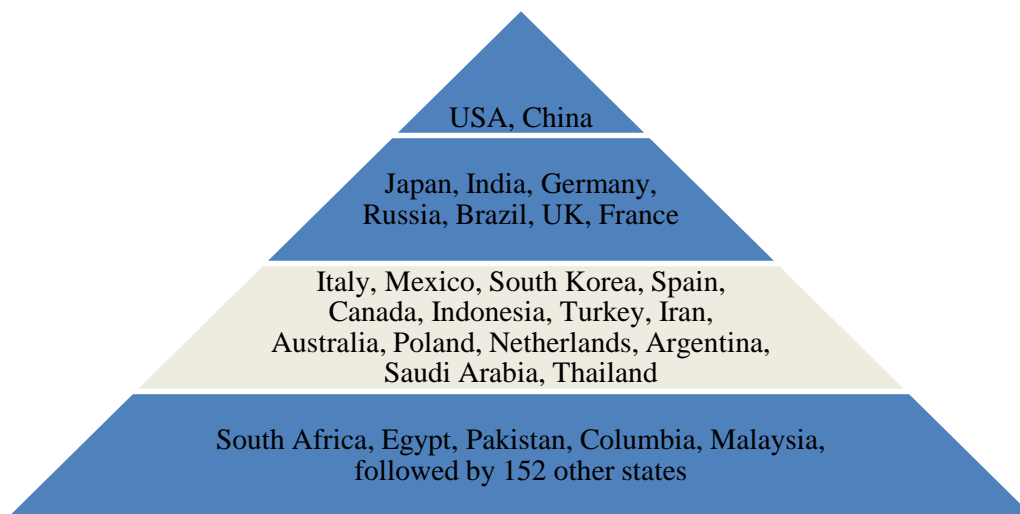 USA, China
Japan, India, Germany,
Russia, Brazil, UK, France
Italy, Mexico, South Korea, Spain,
Canada, Indonesia, Turkey, Iran,
Australia, Poland, Netherlands, Argentina,
Saudi Arabia, Thailand
South Africa, Egypt, Pakistan, Columbia, Malaysia,
followed by 152 other states